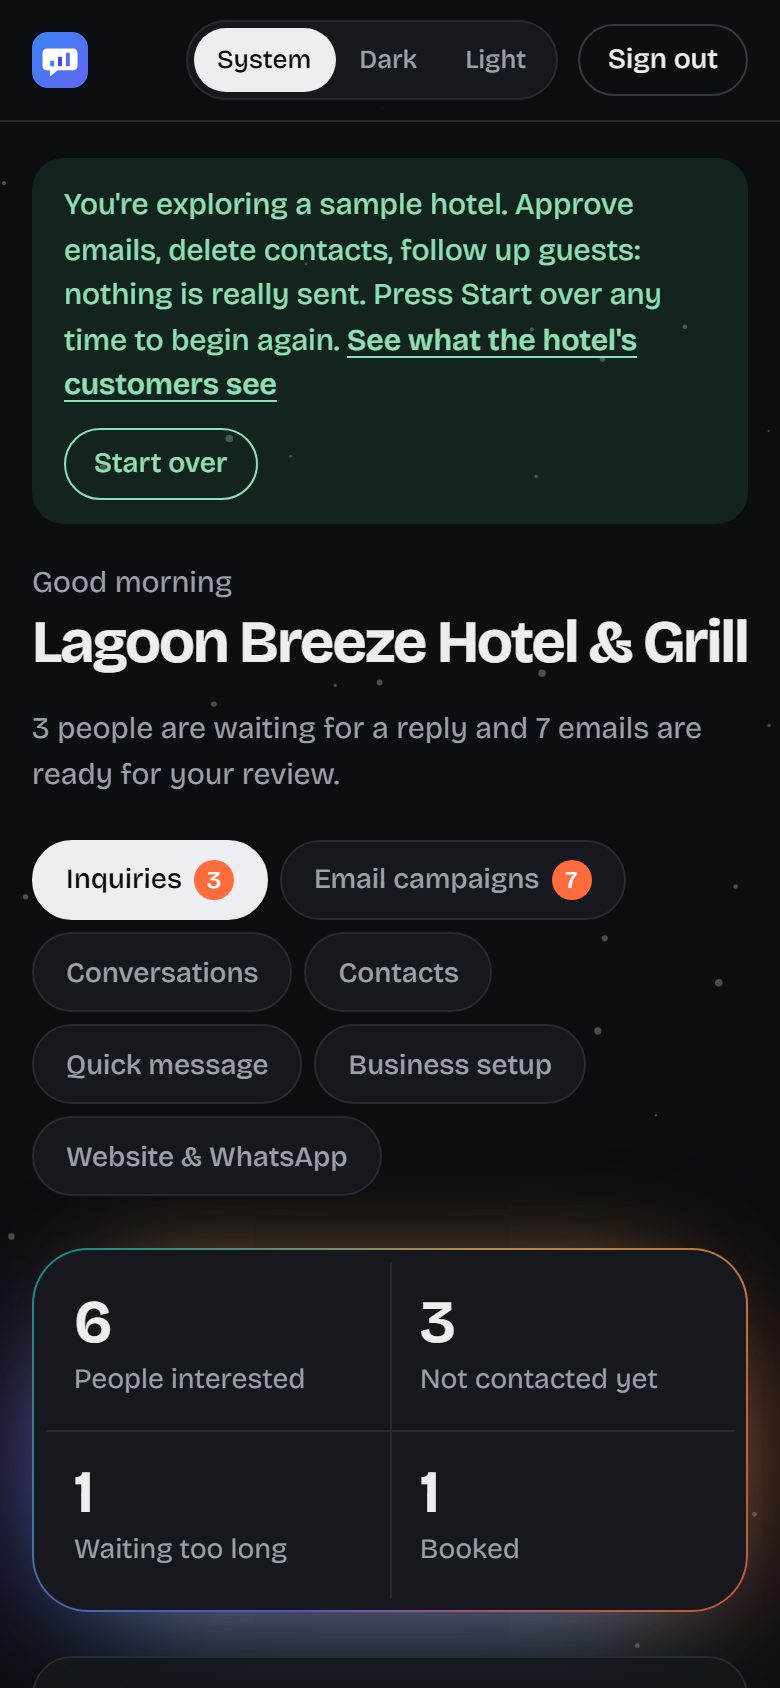 System Dark Light Sign out
You're exploring a sample hotel. Approve
emails, delete contacts, follow up guests:
nothing is really sent. Press Start over any
time to begin again. See what the hotel's
customers see
Start over
Good morning
Lagoon Breeze Hotel & Grill
3 people are waiting for a reply and 7 emails are
ready for your review.
Inquiries 3 Email campaigns 7
Conversations Contacts
Quick message Business setup
Website & WhatsApp
6 3
People interested Not contacted yet
1 1
Waiting too long Booked